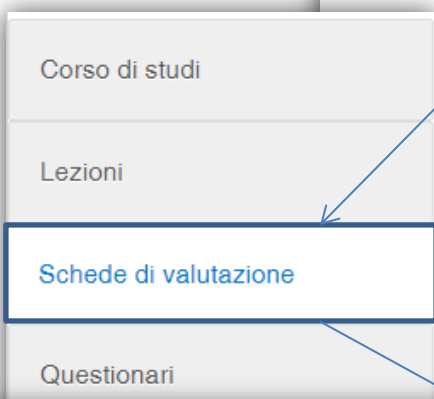 Corso di studi
Lezioni
Schede di valutazione
Questionari